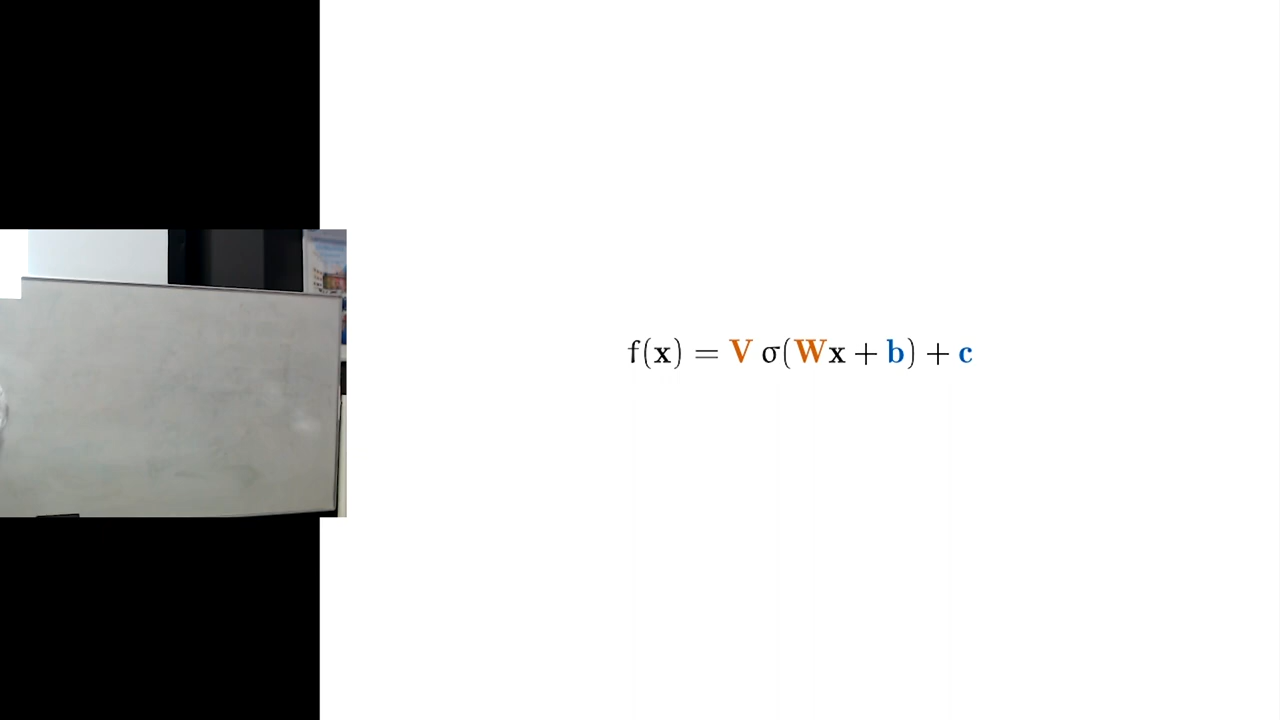 f(x) = V σ(Wx + b) + c